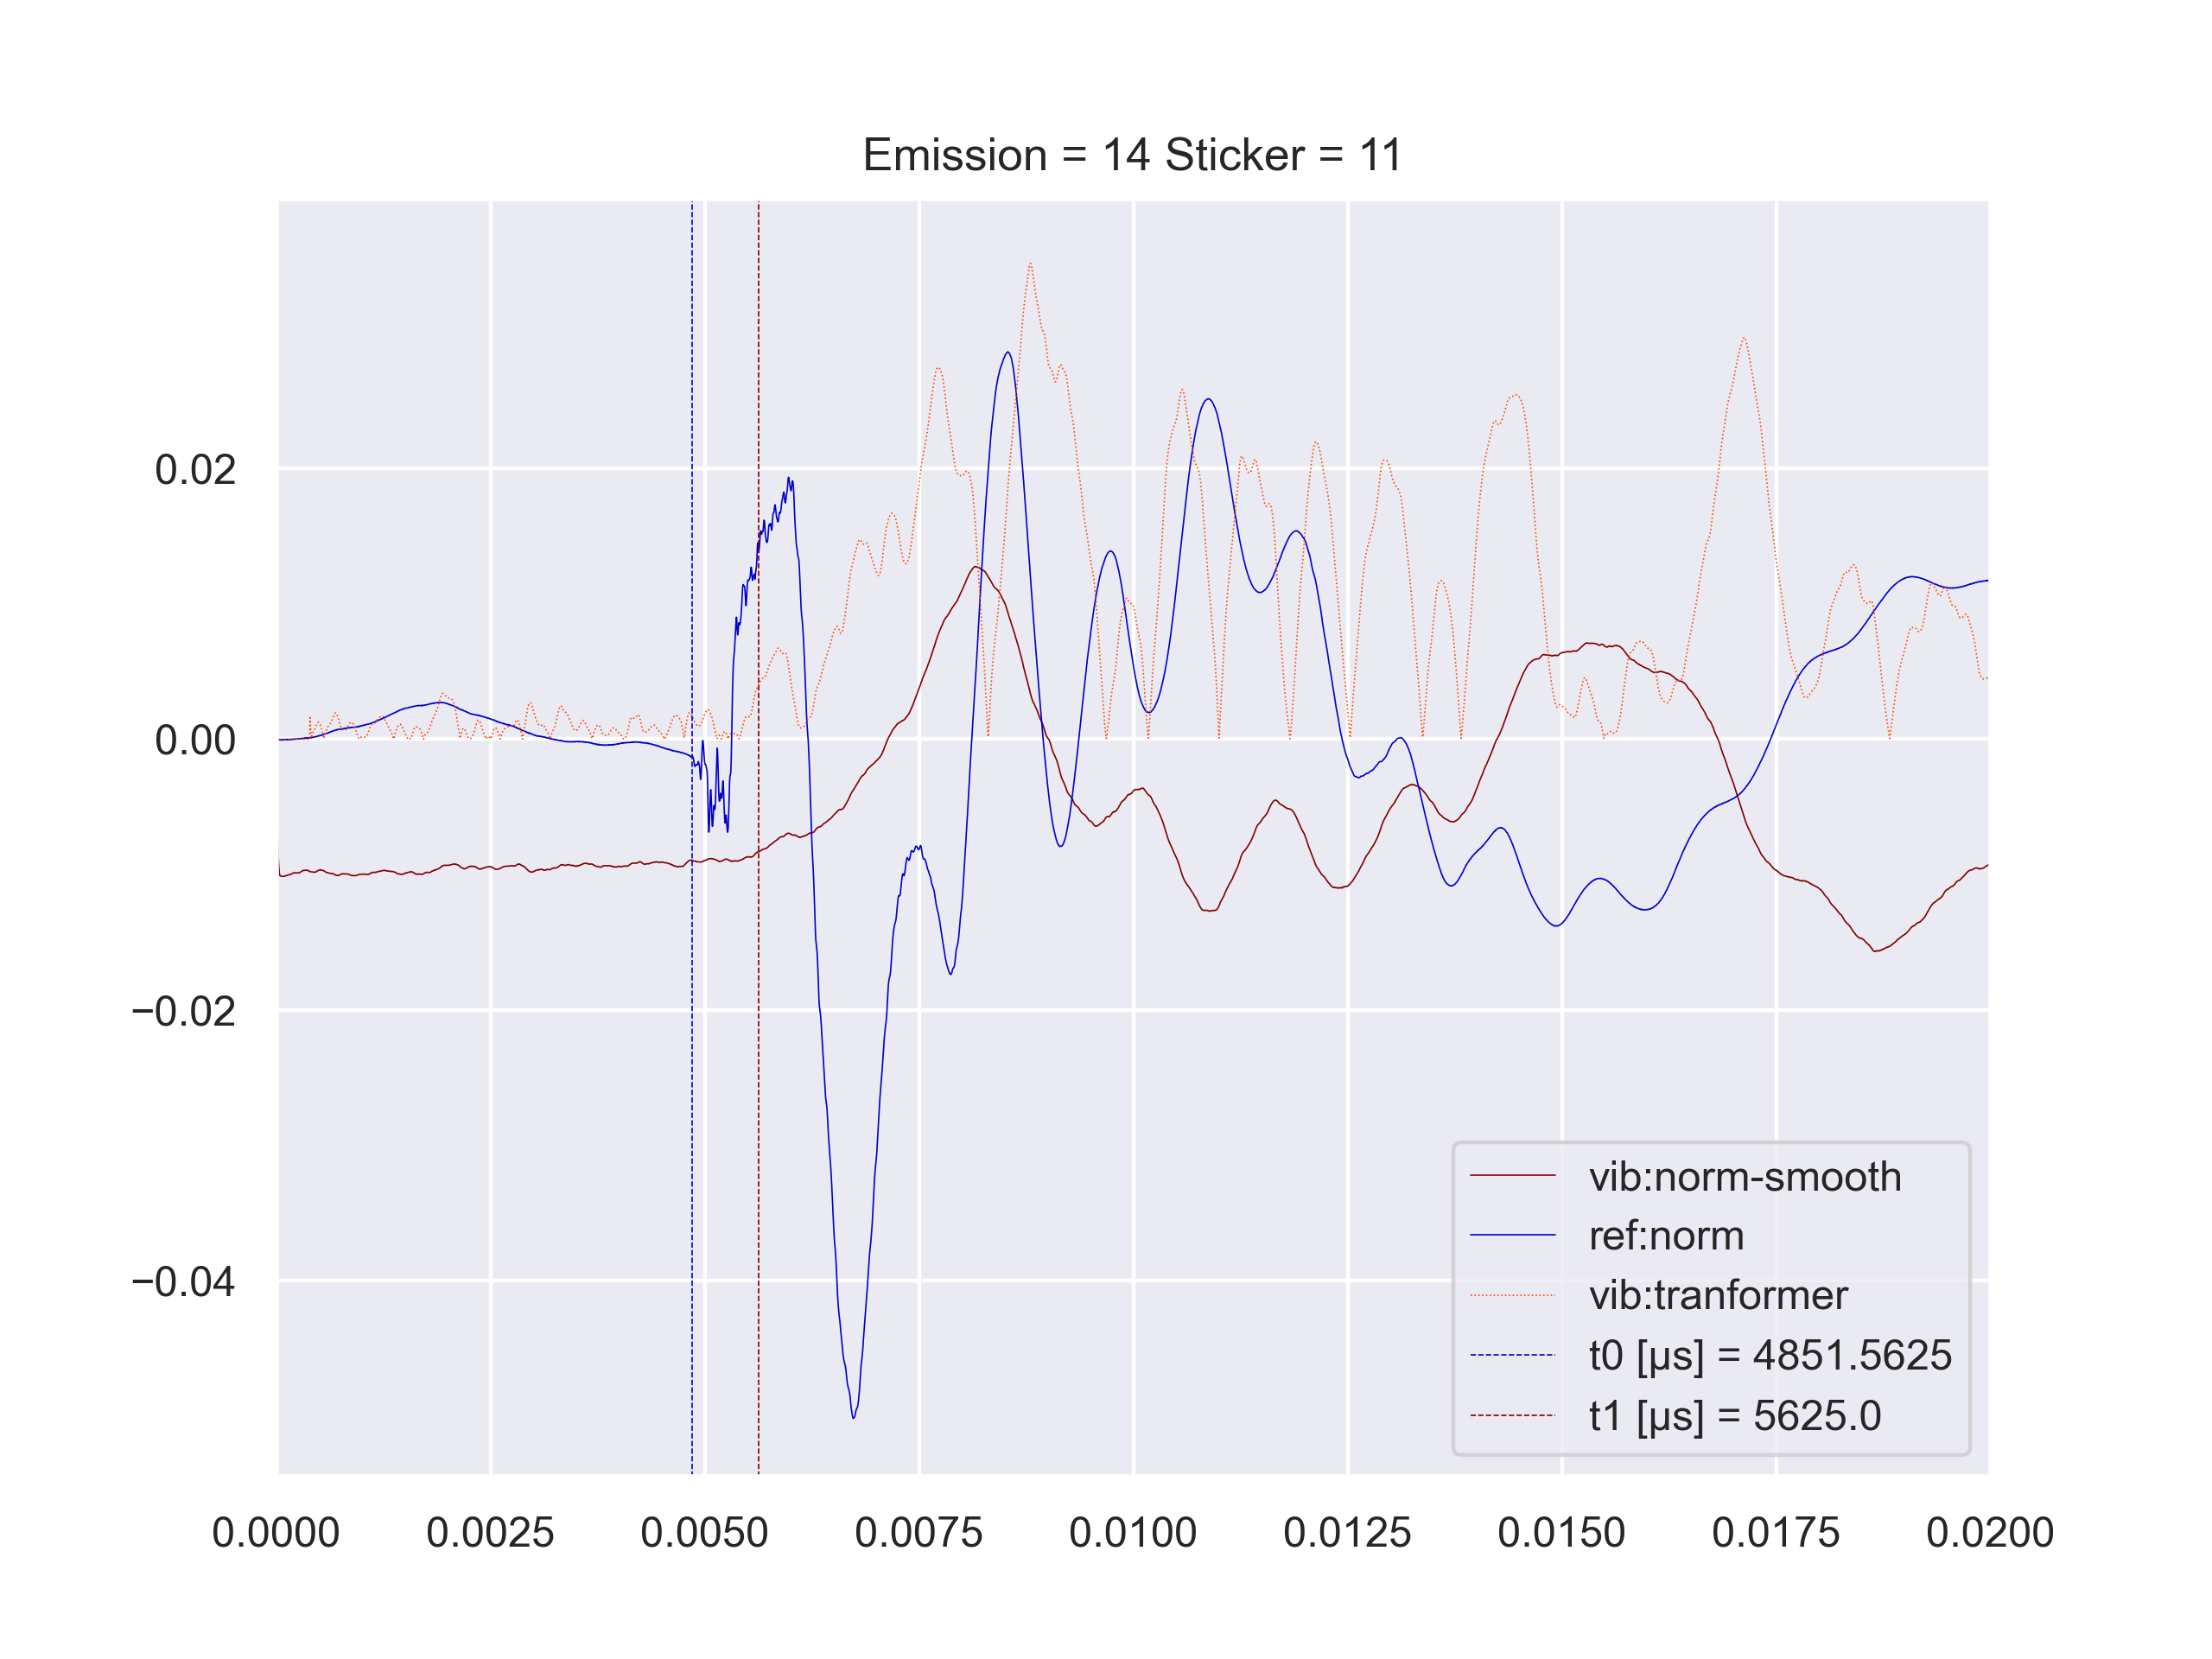 Emission = 14 Sticker = 11
0.02
0.00
−0.02
−0.04
vib:norm-smooth
ref:norm
vib:tranformer
t0 [µs] = 4851.5625
t1 [µs] = 5625.0
0.0000 0.0025 0.0050 0.0075 0.0100 0.0125 0.0150 0.0175 0.0200